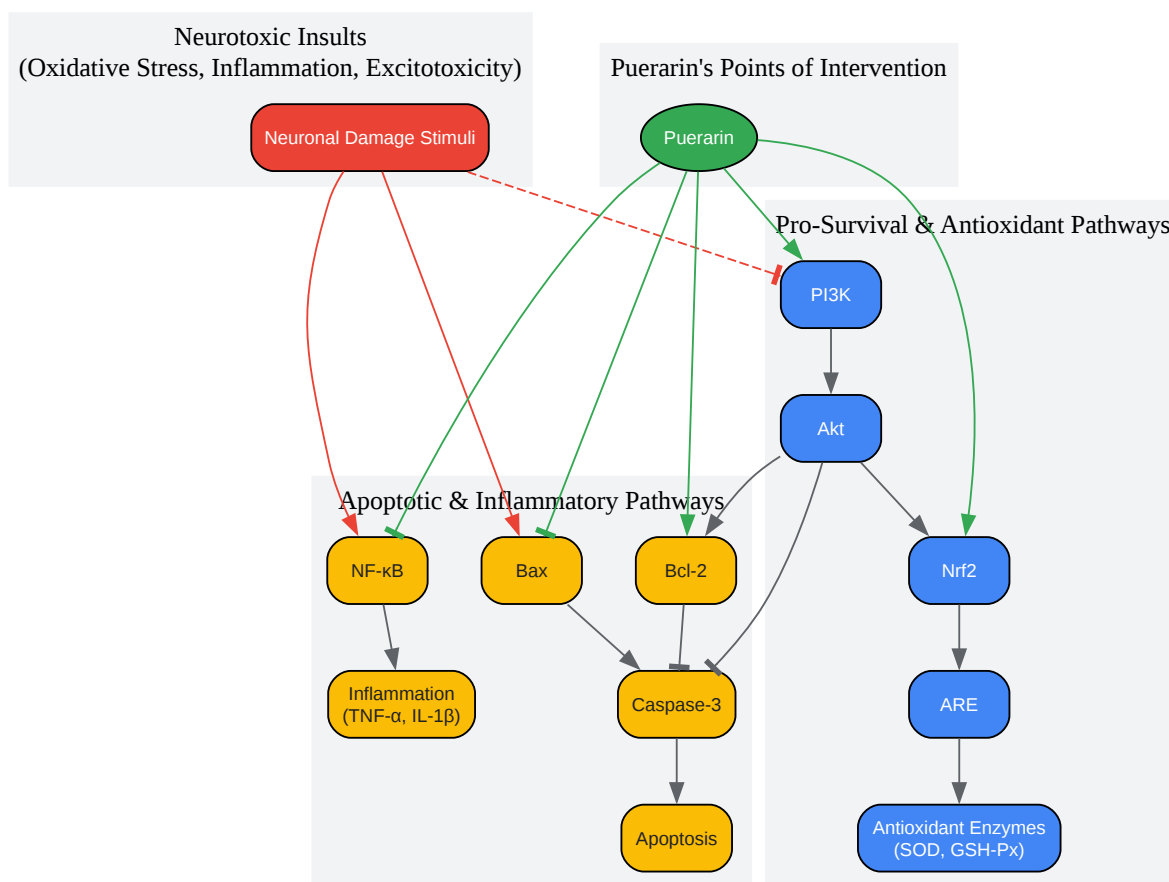 Neurotoxic Insults
(Oxidative Stress, Inflammation, Excitotoxicity)
Puerarin's Points of Intervention
Neuronal Damage Stimuli
Puerarin
Pro-Survival & Antioxidant Pathways
PI3K
Akt
Apoptotic & Inflammatory Pathways
NF-κB
Bax
Bcl-2
Nrf2
Inflammation
(TNF-α, IL-1β)
Caspase-3
ARE
Apoptosis
Antioxidant Enzymes
(SOD, GSH-Px)